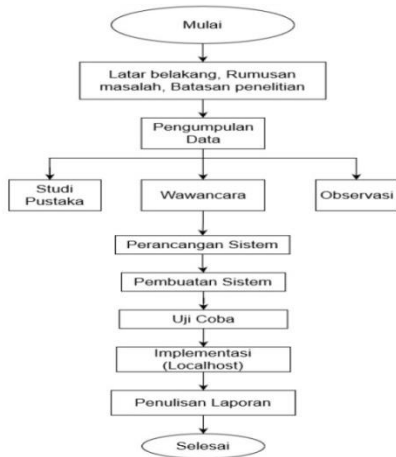 Mulai
Latar belakang, Rumusan
masalah, Batasan penelitian
Pengumpulan
Data
Studi
Pustaka
Wawancara
Observasi
Perancangan Sistem
Pembuatan Sistem
Uji Coba
Implementasi
(Localhost)
Penulisan Laporan
Selesai